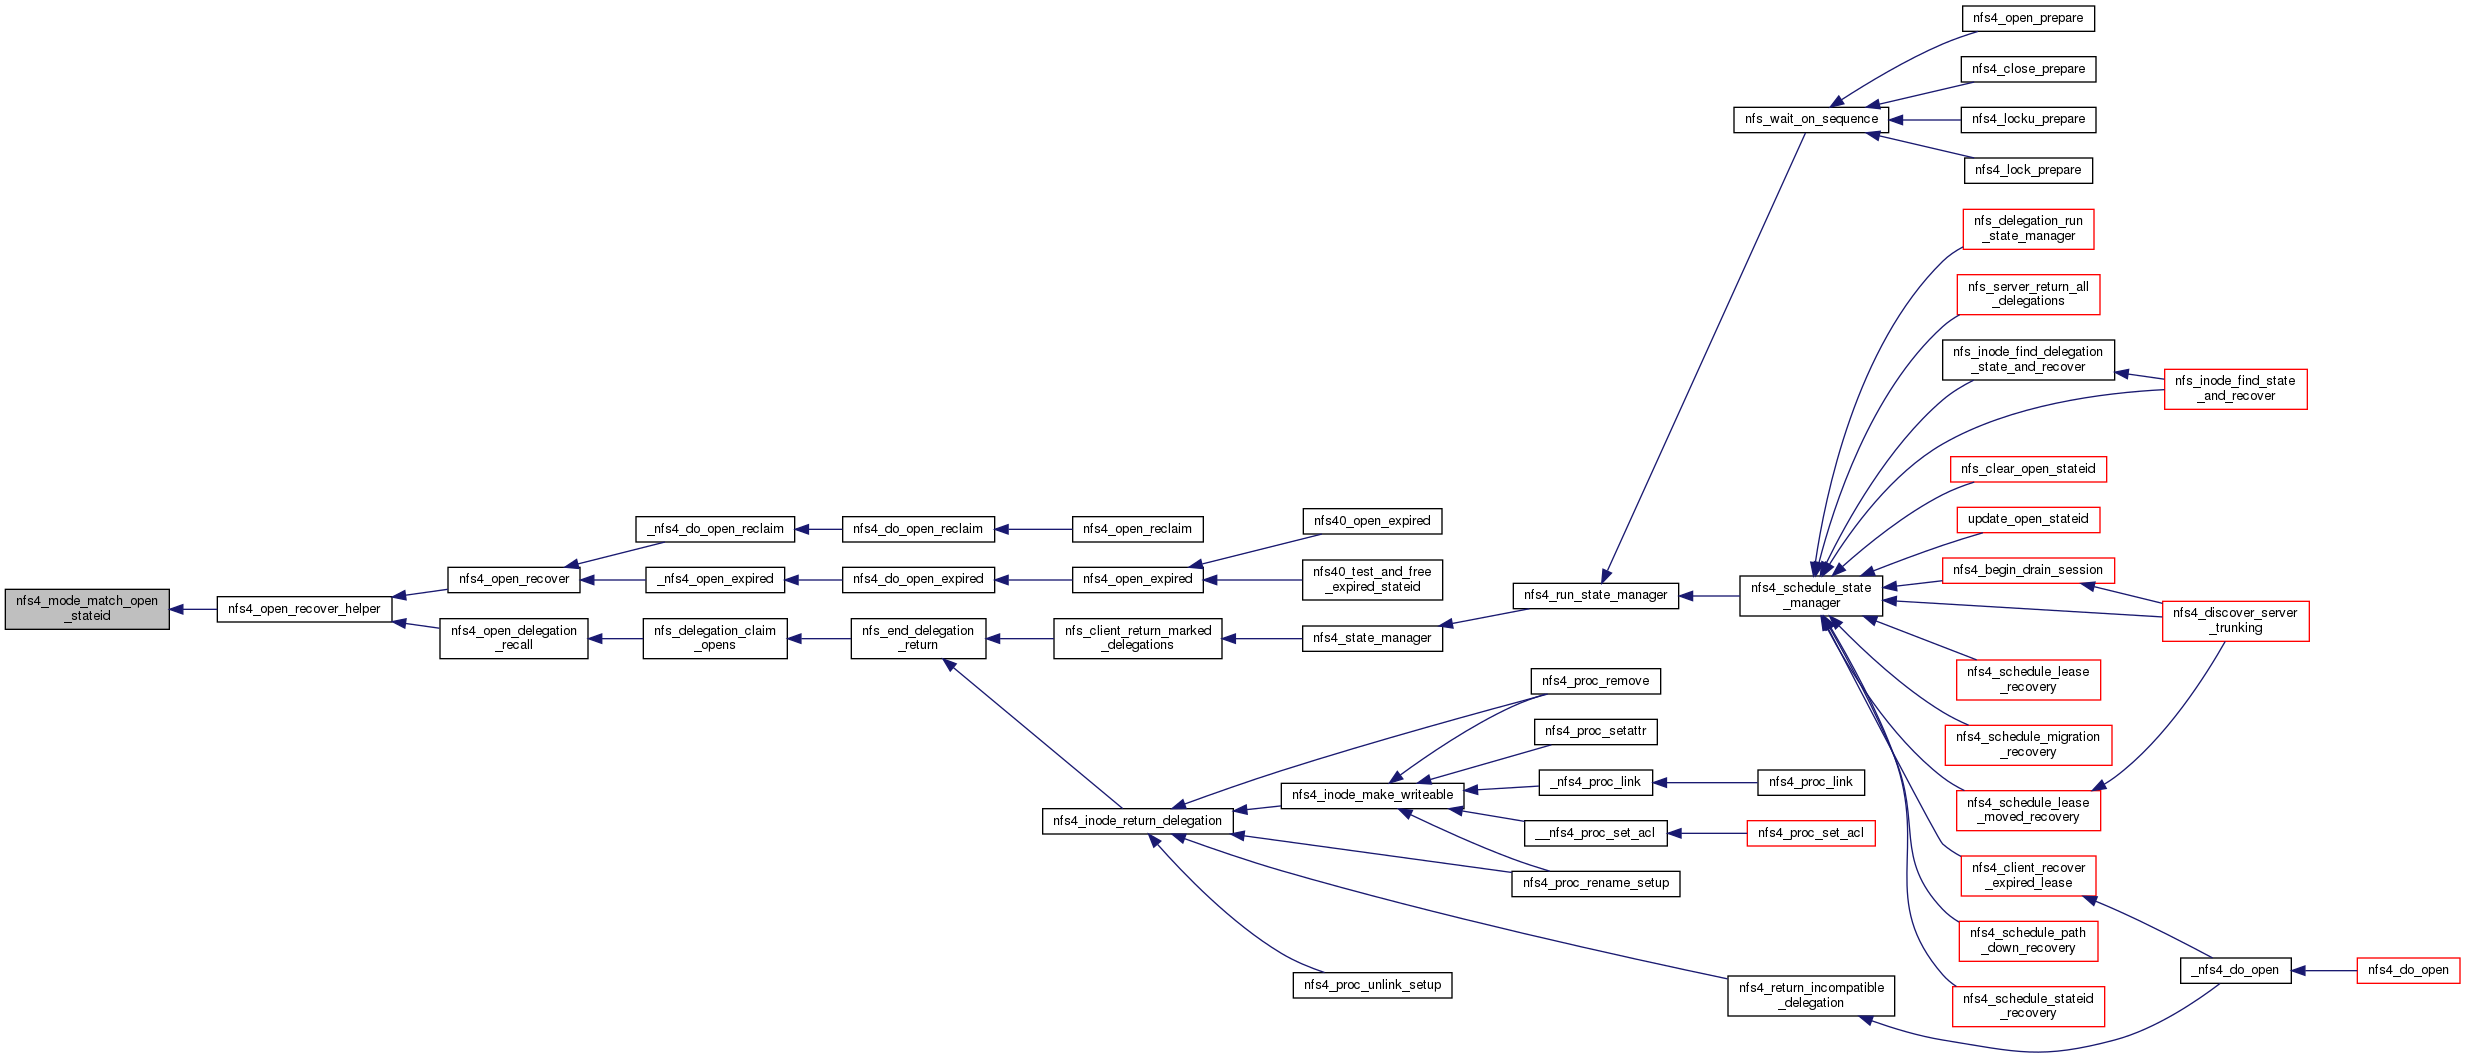 nfs4_open_prepare
nfs4_close_prepare
nfs_wait_on_sequence
nfs4_locku_prepare
nfs4_lock_prepare
nfs_delegation_run
_state_manager
nfs_server_return_all
_delegations
nfs_inode_find_delegation
_state_and_recover
nfs_inode_find_state
_and_recover
nfs_clear_open_stateid
update_open_stateid
_nfs4_do_open_reclaim
nfs4_do_open_reclaim
nfs4_open_reclaim
nfs40_open_expired
nfs4_open_recover
_nfs4_open_expired
nfs4_do_open_expired
nfs4_open_expired
nfs40_test_and_free
_expired_stateid
nfs4_begin_drain_session
nfs4_mode_match_open
_stateid
nfs4_open_recover_helper
nfs4_run_state_manager
nfs4_schedule_state
_manager
nfs4_discover_server
_trunking
nfs4_open_delegation
_recall
nfs_delegation_claim
_opens
nfs_end_delegation
_return
nfs_client_return_marked
_delegations
nfs4_state_manager
nfs4_schedule_lease
_recovery
nfs4_proc_remove
nfs4_proc_setattr
nfs4_schedule_migration
_recovery
_nfs4_proc_link
nfs4_proc_link
nfs4_inode_make_writeable
nfs4_schedule_lease
_moved_recovery
nfs4_inode_return_delegation
__nfs4_proc_set_acl
nfs4_proc_set_acl
nfs4_proc_rename_setup
nfs4_client_recover
_expired_lease
nfs4_schedule_path
_down_recovery
_nfs4_do_open
nfs4_do_open
nfs4_proc_unlink_setup
nfs4_return_incompatible
_delegation
nfs4_schedule_stateid
_recovery